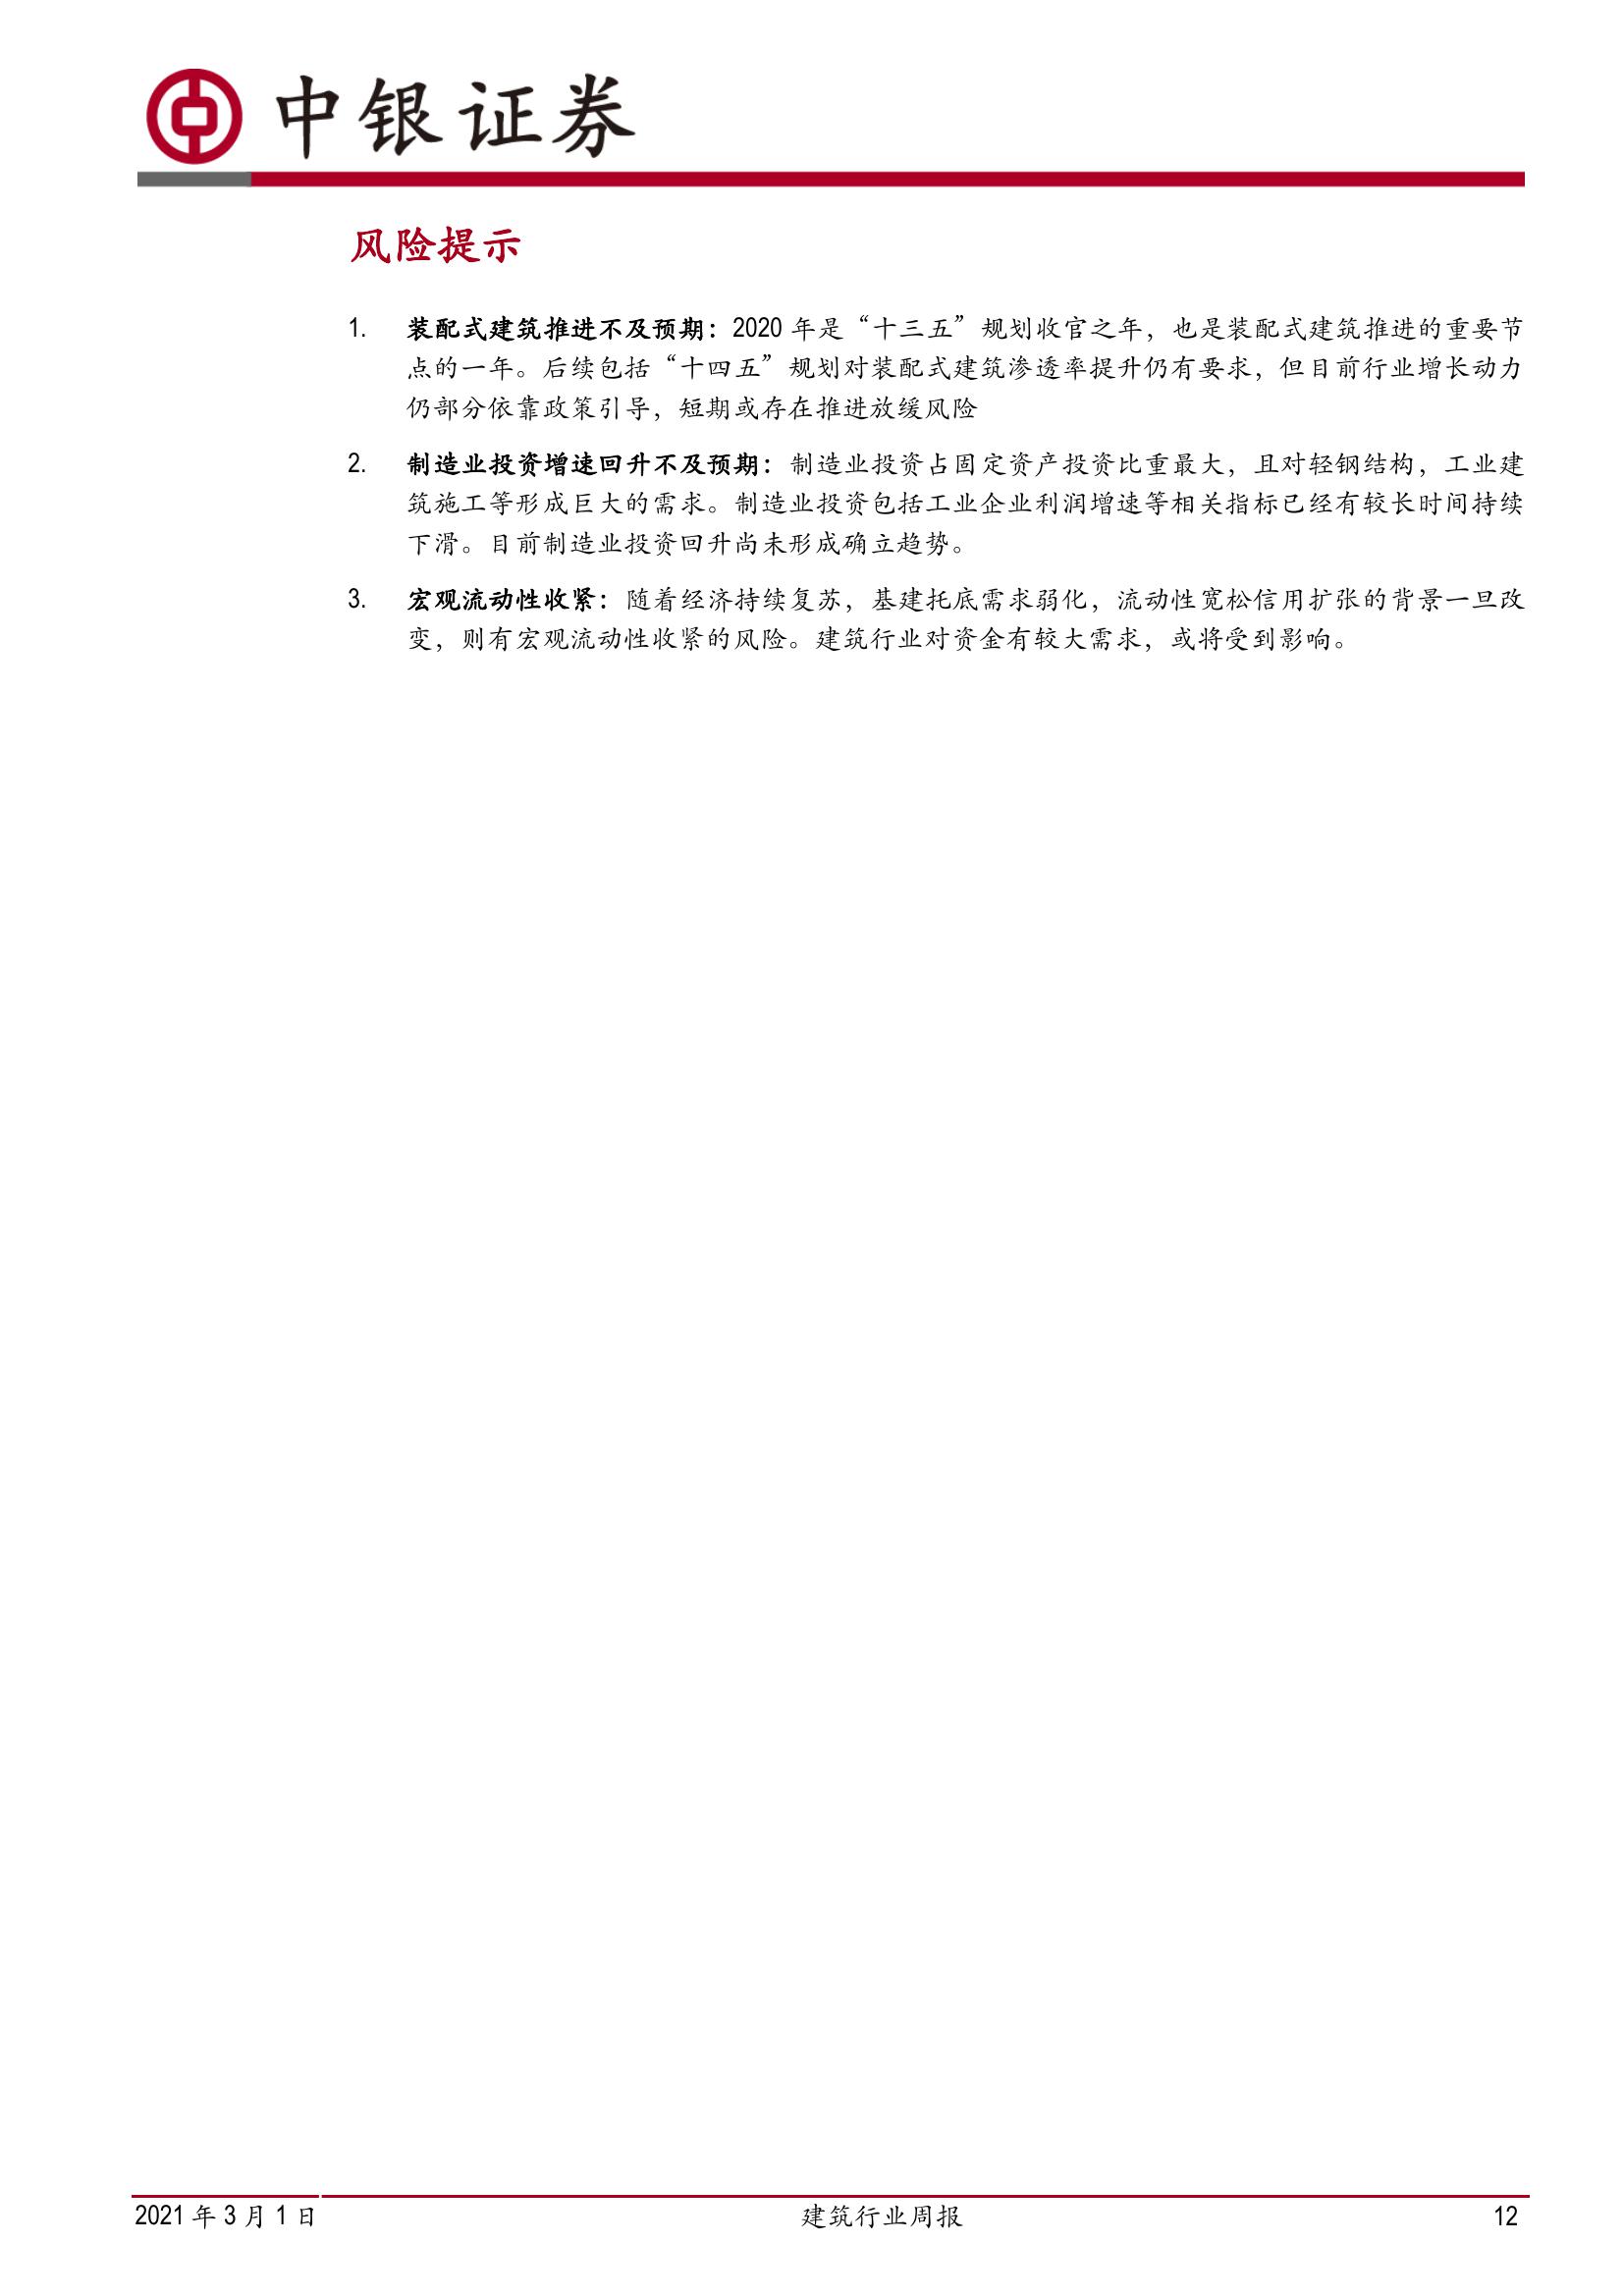 中银证券
风险提示
1. 装配式建筑推进不及预期：2020 年是“十三五”规划收官之年，也是装配式建筑推进的重要节
点的一年。后续包括“十四五”规划对装配式建筑渗透率提升仍有要求，但目前行业增长动力
仍部分依靠政策引导，短期或存在推进放缓风险
2. 制造业投资增速回升不及预期：制造业投资占固定资产投资比重最大，且对轻钢结构，工业建
筑施工等形成巨大的需求。制造业投资包括工业企业利润增速等相关指标已经有较长时间持续
下滑。目前制造业投资回升尚未形成确立趋势。
3. 宏观流动性收紧：随着经济持续复苏，基建托底需求弱化，流动性宽松信用扩张的背景一旦改
变，则有宏观流动性收紧的风险。建筑行业对资金有较大需求，或将受到影响。
2021 年 3 月 1 日 建筑行业周报 12